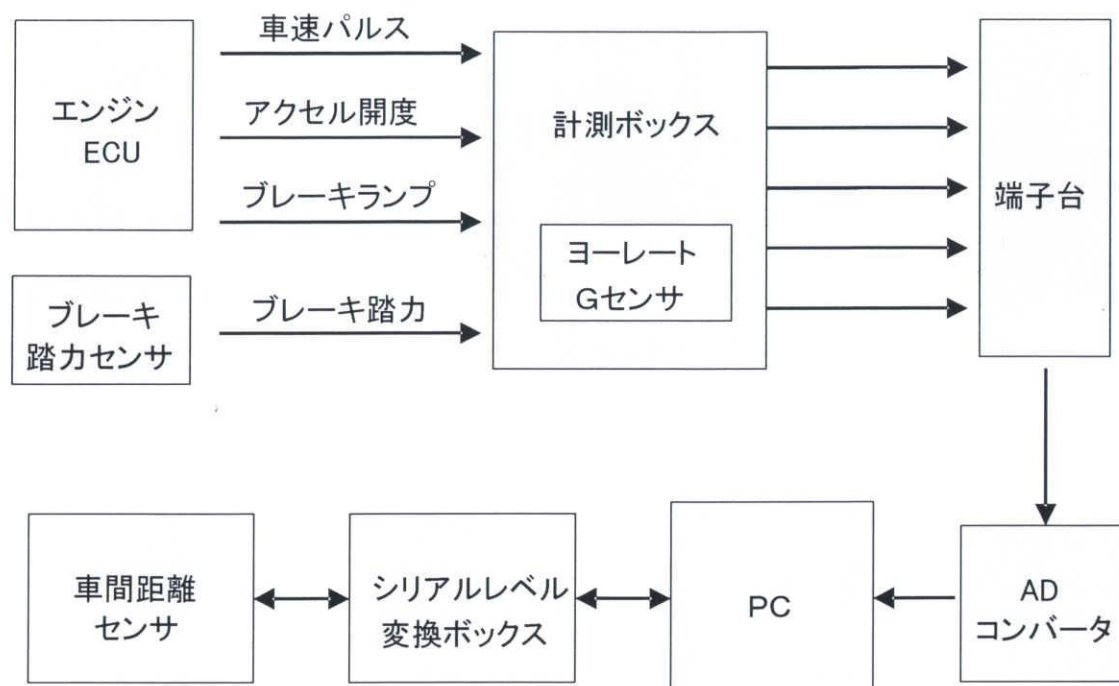 エンジン
ECU
車速パルス
アクセル開度
ブレーキランプ
ブレーキ
踏力センサ
ブレーキ踏力
計測ボックス
ヨーレート
Gセンサ
端子台
車間距離
センサ
シリアルレベル
変換ボックス
PC
AD
コンバータ